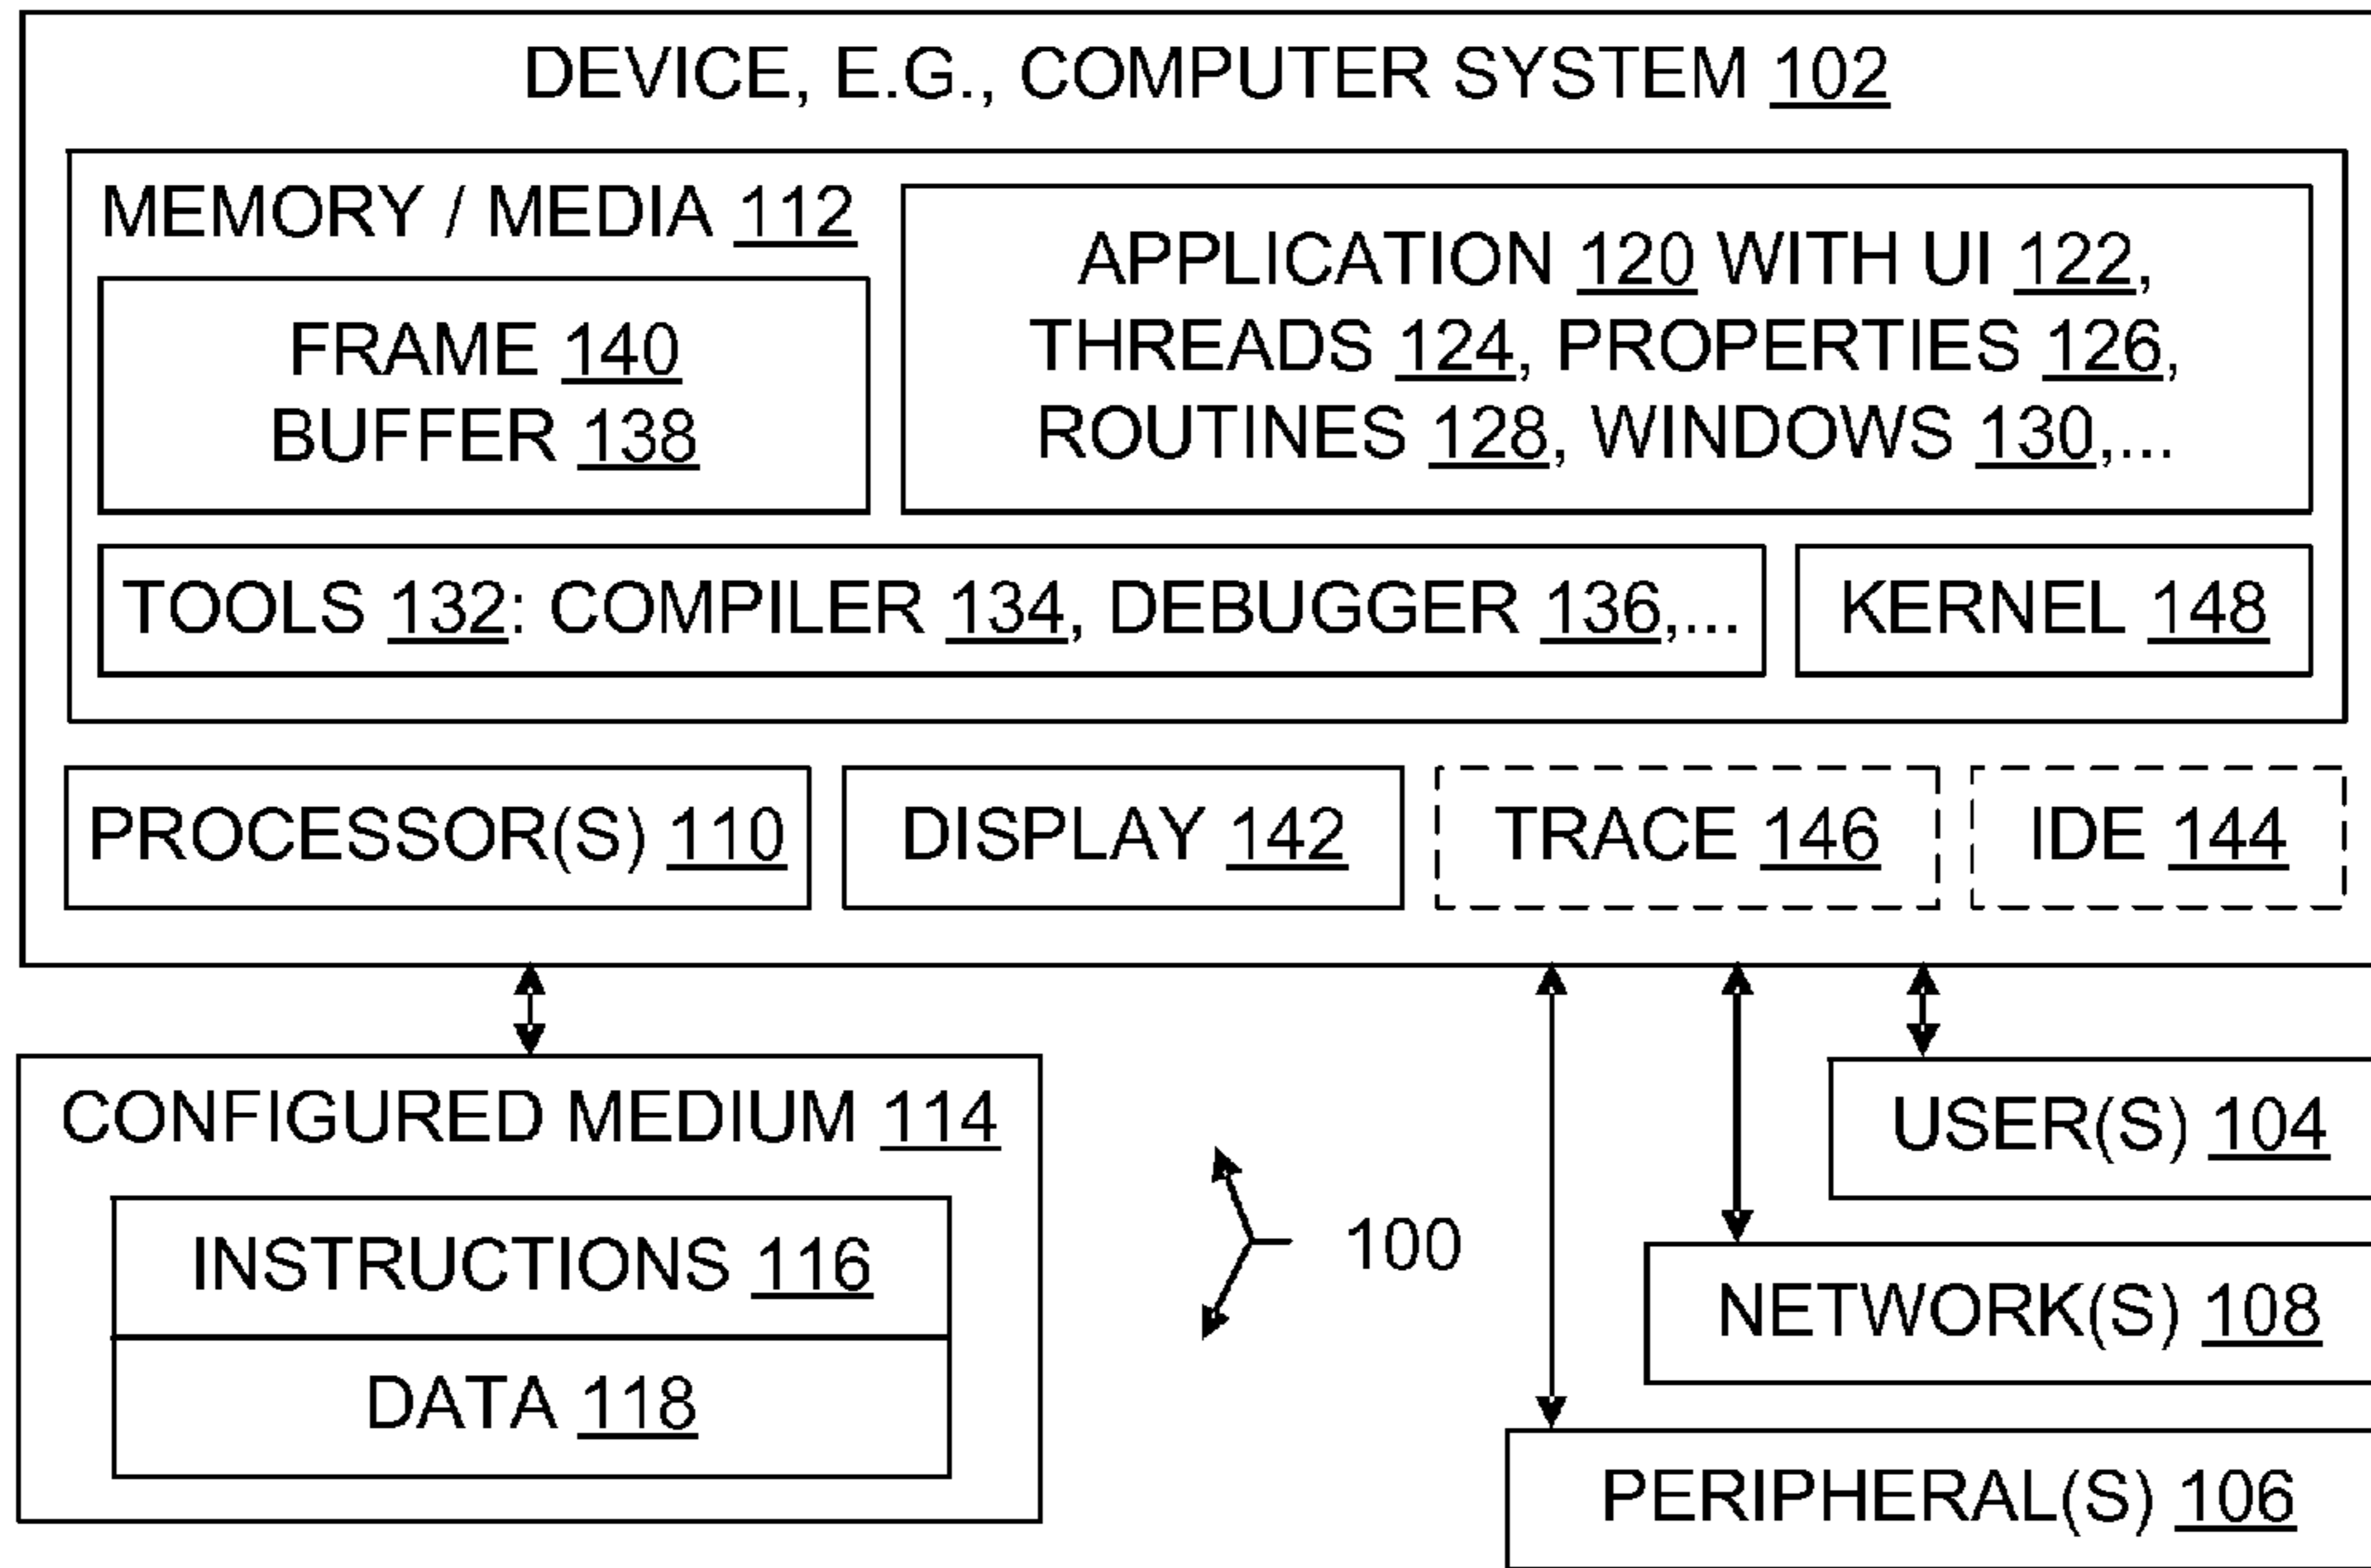 DEVICE, E.G., COMPUTER SYSTEM 102
MEMORY / MEDIA 112
FRAME 140
BUFFER 138
APPLICATION 120 WITH UI 122,
THREADS 124, PROPERTIES 126,
ROUTINES 128, WINDOWS 130,...
TOOLS 132: COMPILER 134, DEBUGGER 136,...
KERNEL 148
PROCESSOR(S) 110
DISPLAY 142
TRACE 146
IDE 144
CONFIGURED MEDIUM 114
INSTRUCTIONS 116
DATA 118
100
USER(S) 104
NETWORK(S) 108
PERIPHERAL(S) 106